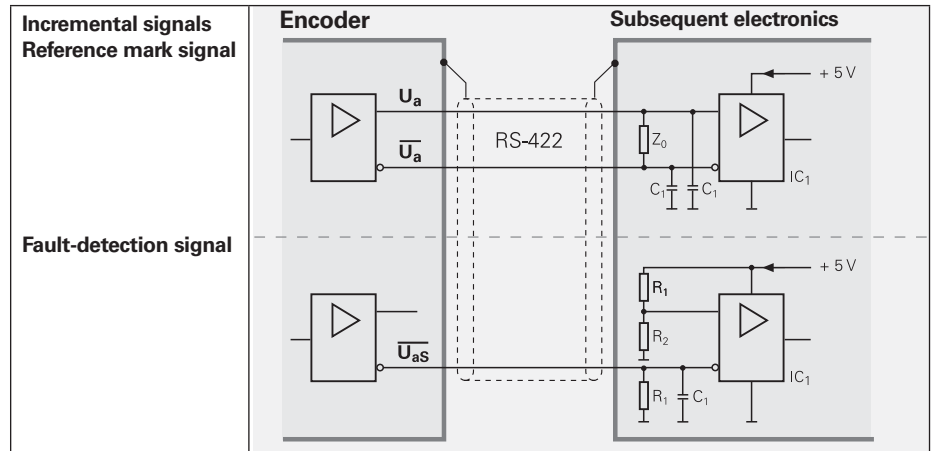 Incremental signals
Reference mark signal
Encoder
Subsequent electronics
+ 5 V
Ua
RS-422
Z0
Ua
C1
C1
IC1
Fault-detection signal
+ 5 V
R1
R2
UaS
R1
C1
IC1